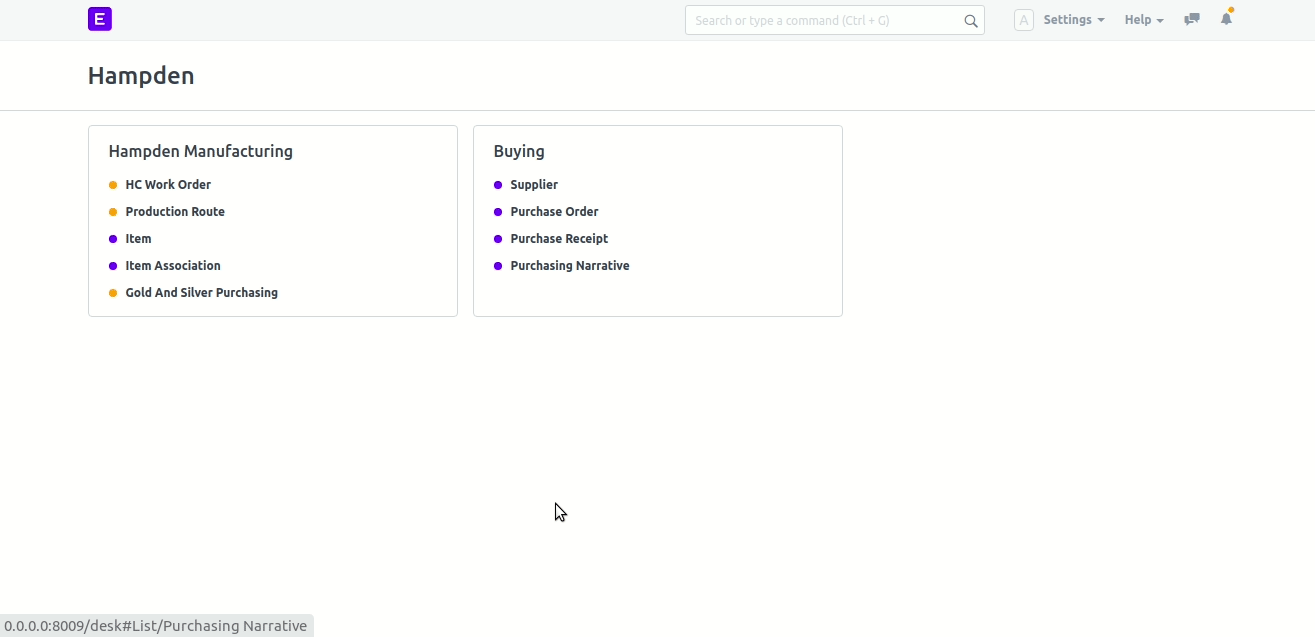 E
Search or type a command (Ctrl + G)
A
Settings
Help
Hampden
Hampden Manufacturing
HC Work Order
Production Route
Item
Item Association
Gold And Silver Purchasing
Buying
Supplier
Purchase Order
Purchase Receipt
Purchasing Narrative
0.0.0.0:8009/desk#List/Purchasing Narrative